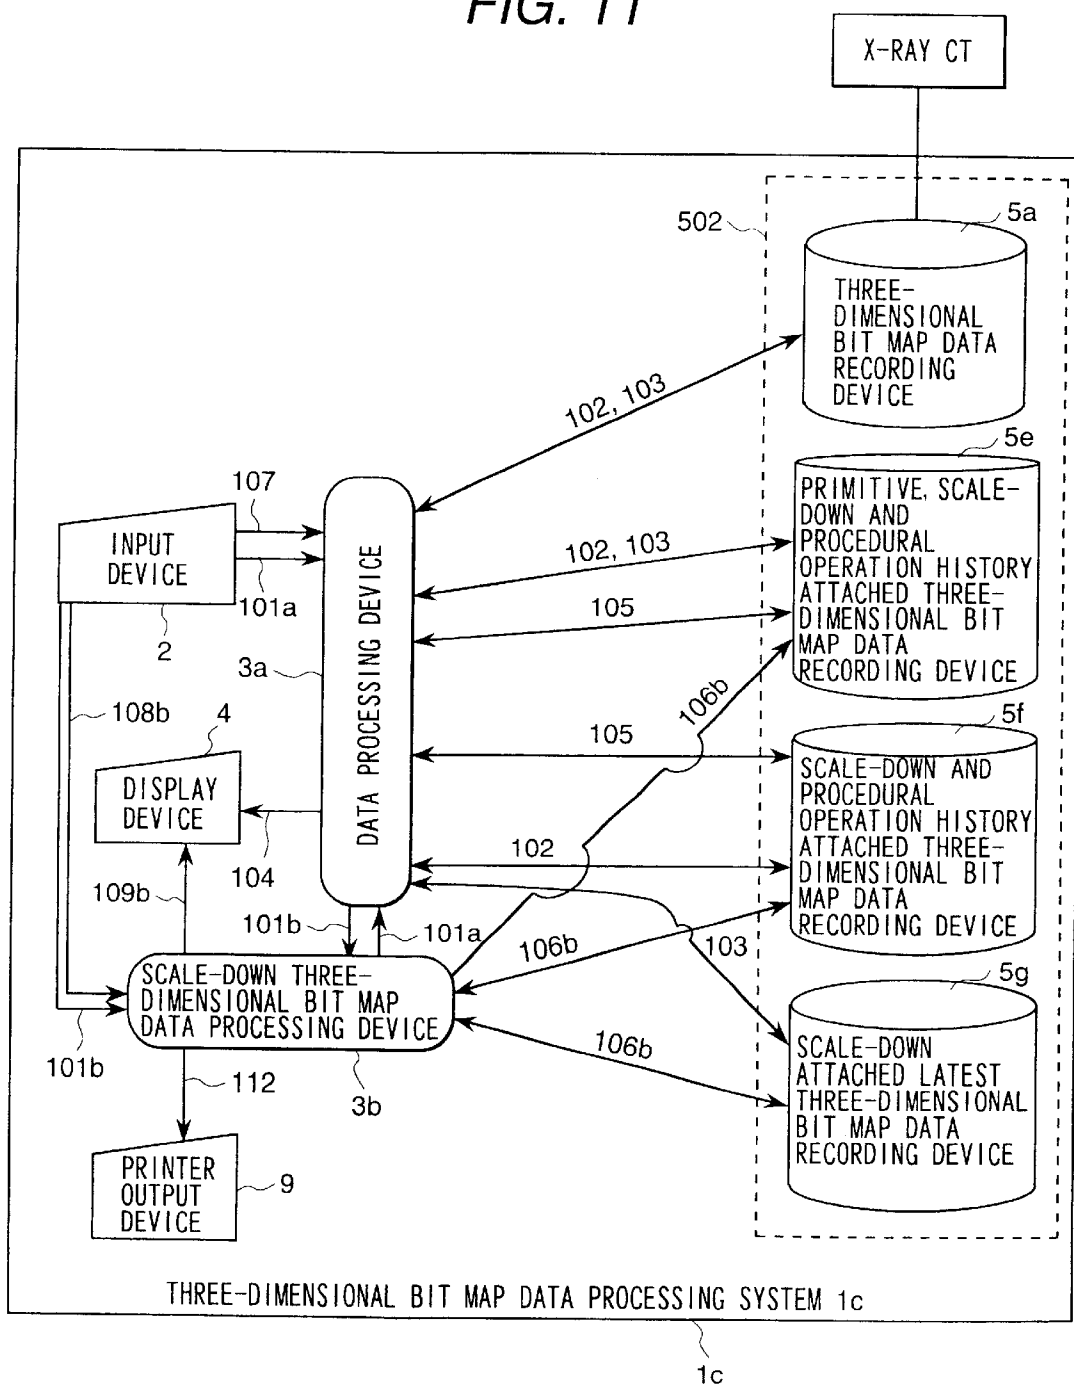 FIG. 11
X-RAY CT
502
5a
THREE-
DIMENSIONAL
BIT MAP DATA
RECORDING
DEVICE
102, 103
5e
PRIMITIVE, SCALE-
DOWN AND
PROCEDURAL
OPERATION HISTORY
ATTACHED THREE-
DIMENSIONAL BIT
MAP DATA
RECORDING DEVICE
107
INPUT
DEVICE
101a
2
102, 103
105
3a
DATA PROCESSING DEVICE
106b
108b
4
DISPLAY
DEVICE
104
109b
105
5f
SCALE-DOWN AND
PROCEDURAL
OPERATION HISTORY
ATTACHED THREE-
DIMENSIONAL BIT
MAP DATA
RECORDING DEVICE
102
101b
101a
106b
103
SCALE-DOWN THREE-
DIMENSIONAL BIT MAP
DATA PROCESSING DEVICE
101b
3b
5g
SCALE-DOWN
ATTACHED LATEST
THREE-DIMENSIONAL
BIT MAP DATA
RECORDING DEVICE
106b
112
PRINTER
OUTPUT
DEVICE
9
THREE-DIMENSIONAL BIT MAP DATA PROCESSING SYSTEM 1c
1c